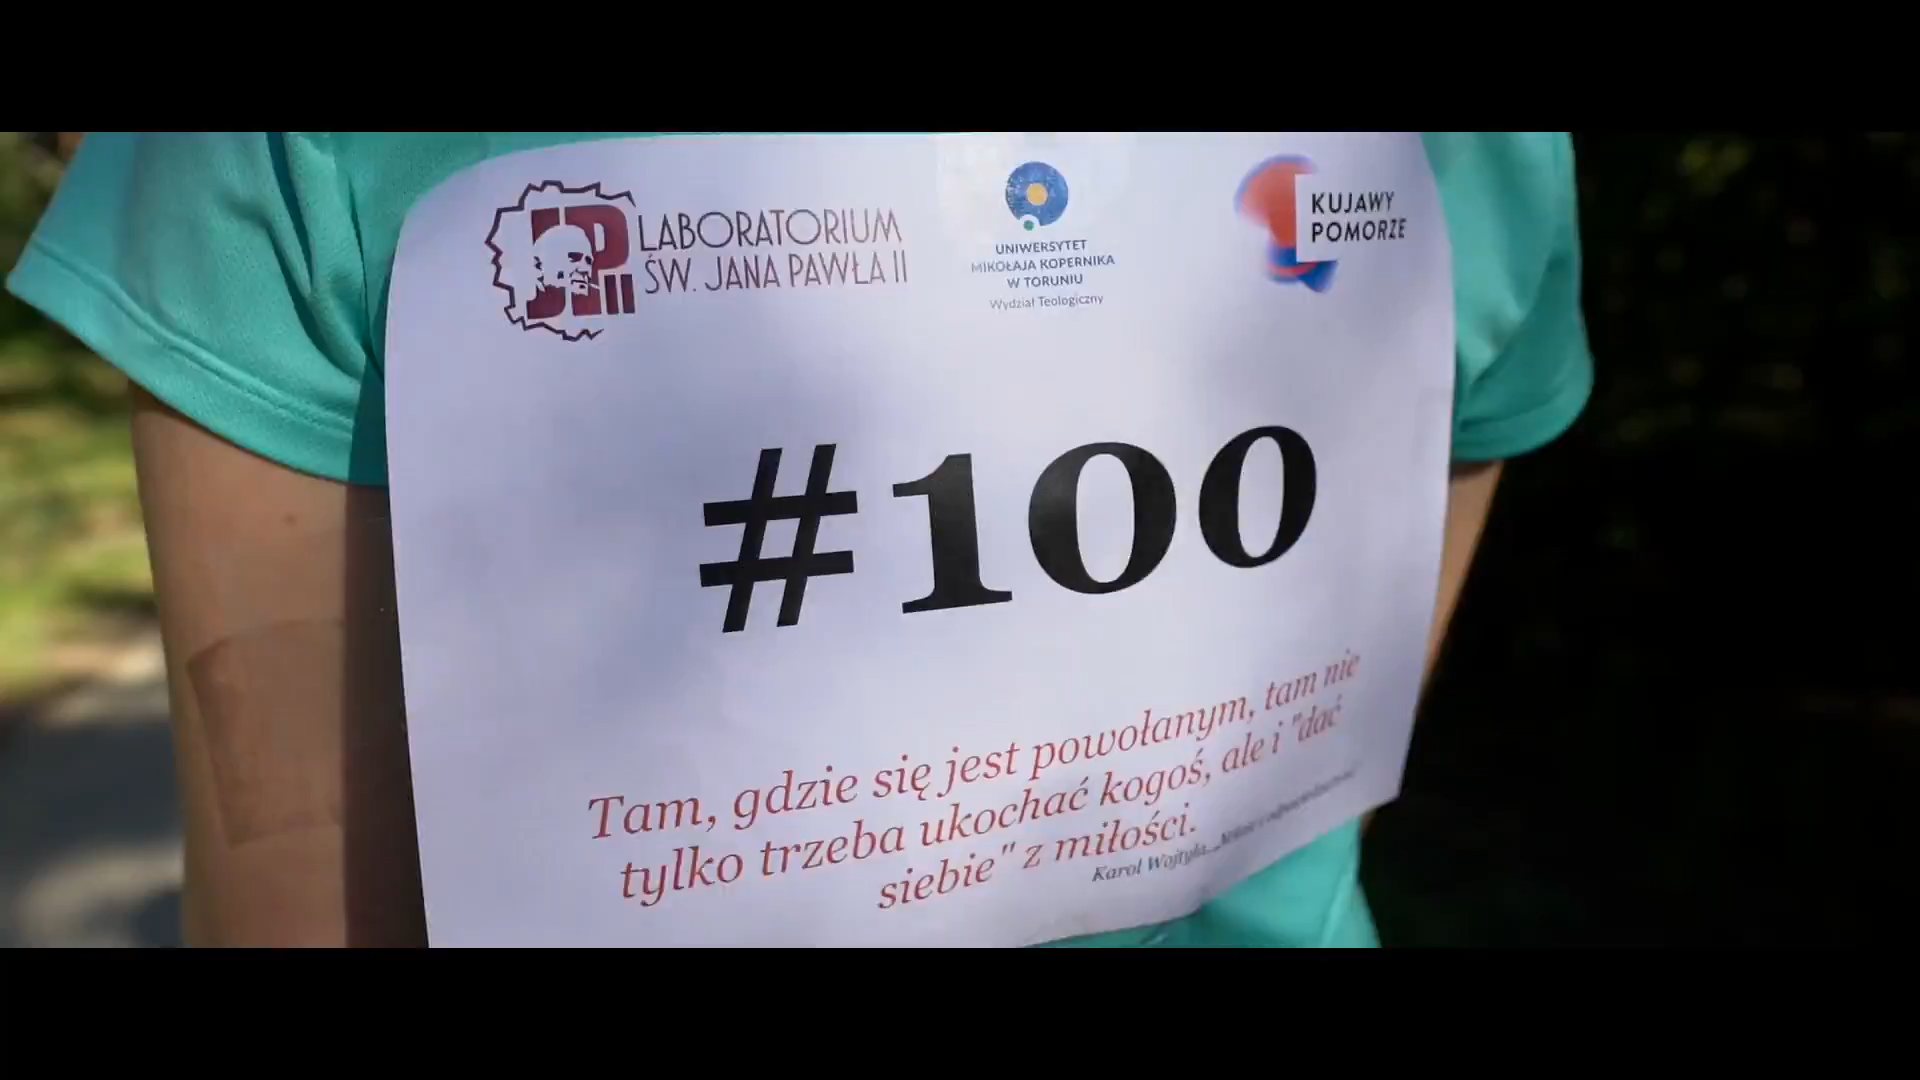 JPII
LABORATORIUM
ŚW. JANA PAWŁA II
UNIWERSYTET
MIKOŁAJA KOPERNIKA
W TORUNIU
Wydział Teologiczny
KUJAWY
POMORZE
#100
Tam, gdzie się jest powołanym, tam nie
tylko trzeba ukochać kogoś, ale i "dać
siebie" z miłości.
Karol Wojtyła,